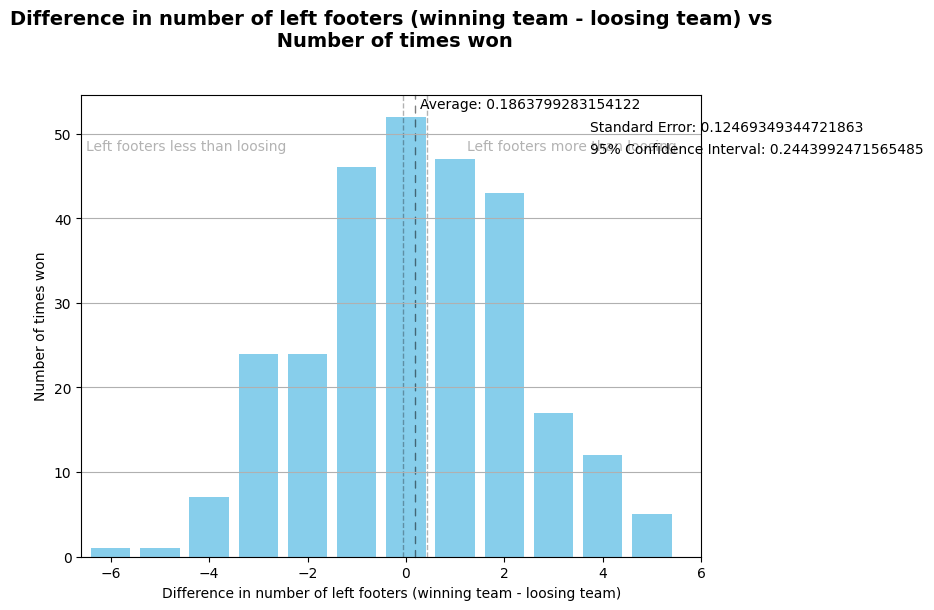 Difference in number of left footers (winning team - loosing team) vs
Number of times won
Average: 0.1863799283154122
Standard Error: 0.12469349344721863
Left footers less than loosing
Left footers more than loosing
95% Confidence Interval: 0.2443992471565485
50
40
30
20
10
0
Number of times won
−6
−4
−2
0
2
4
6
Difference in number of left footers (winning team - loosing team)